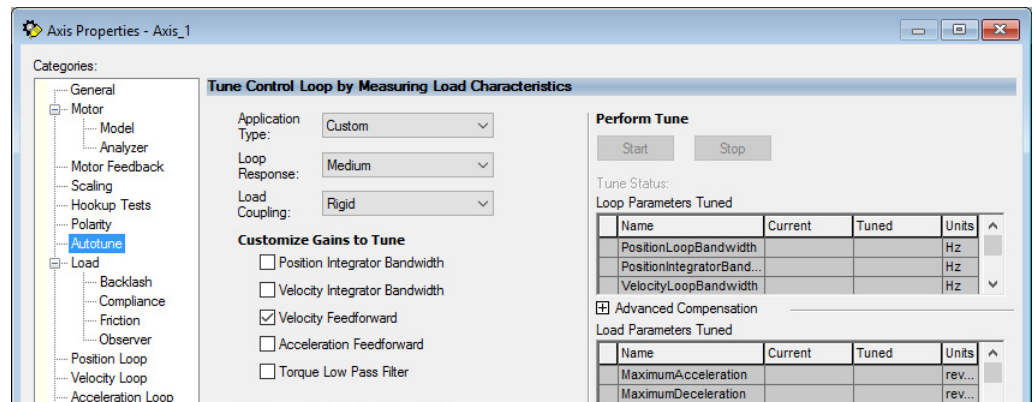 Axis Properties - Axis_1
Categories:
General
Motor
Model
Analyzer
Motor Feedback
Scaling
Hookup Tests
Polarity
Autotune
Load
Backlash
Compliance
Friction
Observer
Position Loop
Velocity Loop
Acceleration Loop
Tune Control Loop by Measuring Load Characteristics
Application Type: Custom
Loop Response: Medium
Load Coupling: Rigid
Customize Gains to Tune
Position Integrator Bandwidth
Velocity Integrator Bandwidth
Velocity Feedforward
Acceleration Feedforward
Torque Low Pass Filter
Perform Tune
Start Stop
Tune Status:
Loop Parameters Tuned
Name Current Tuned Units
PositionLoopBandwidth Hz
PositionIntegratorBand... Hz
VelocityLoopBandwidth Hz
Advanced Compensation
Load Parameters Tuned
Name Current Tuned Units
MaximumAcceleration rev...
MaximumDeceleration rev...